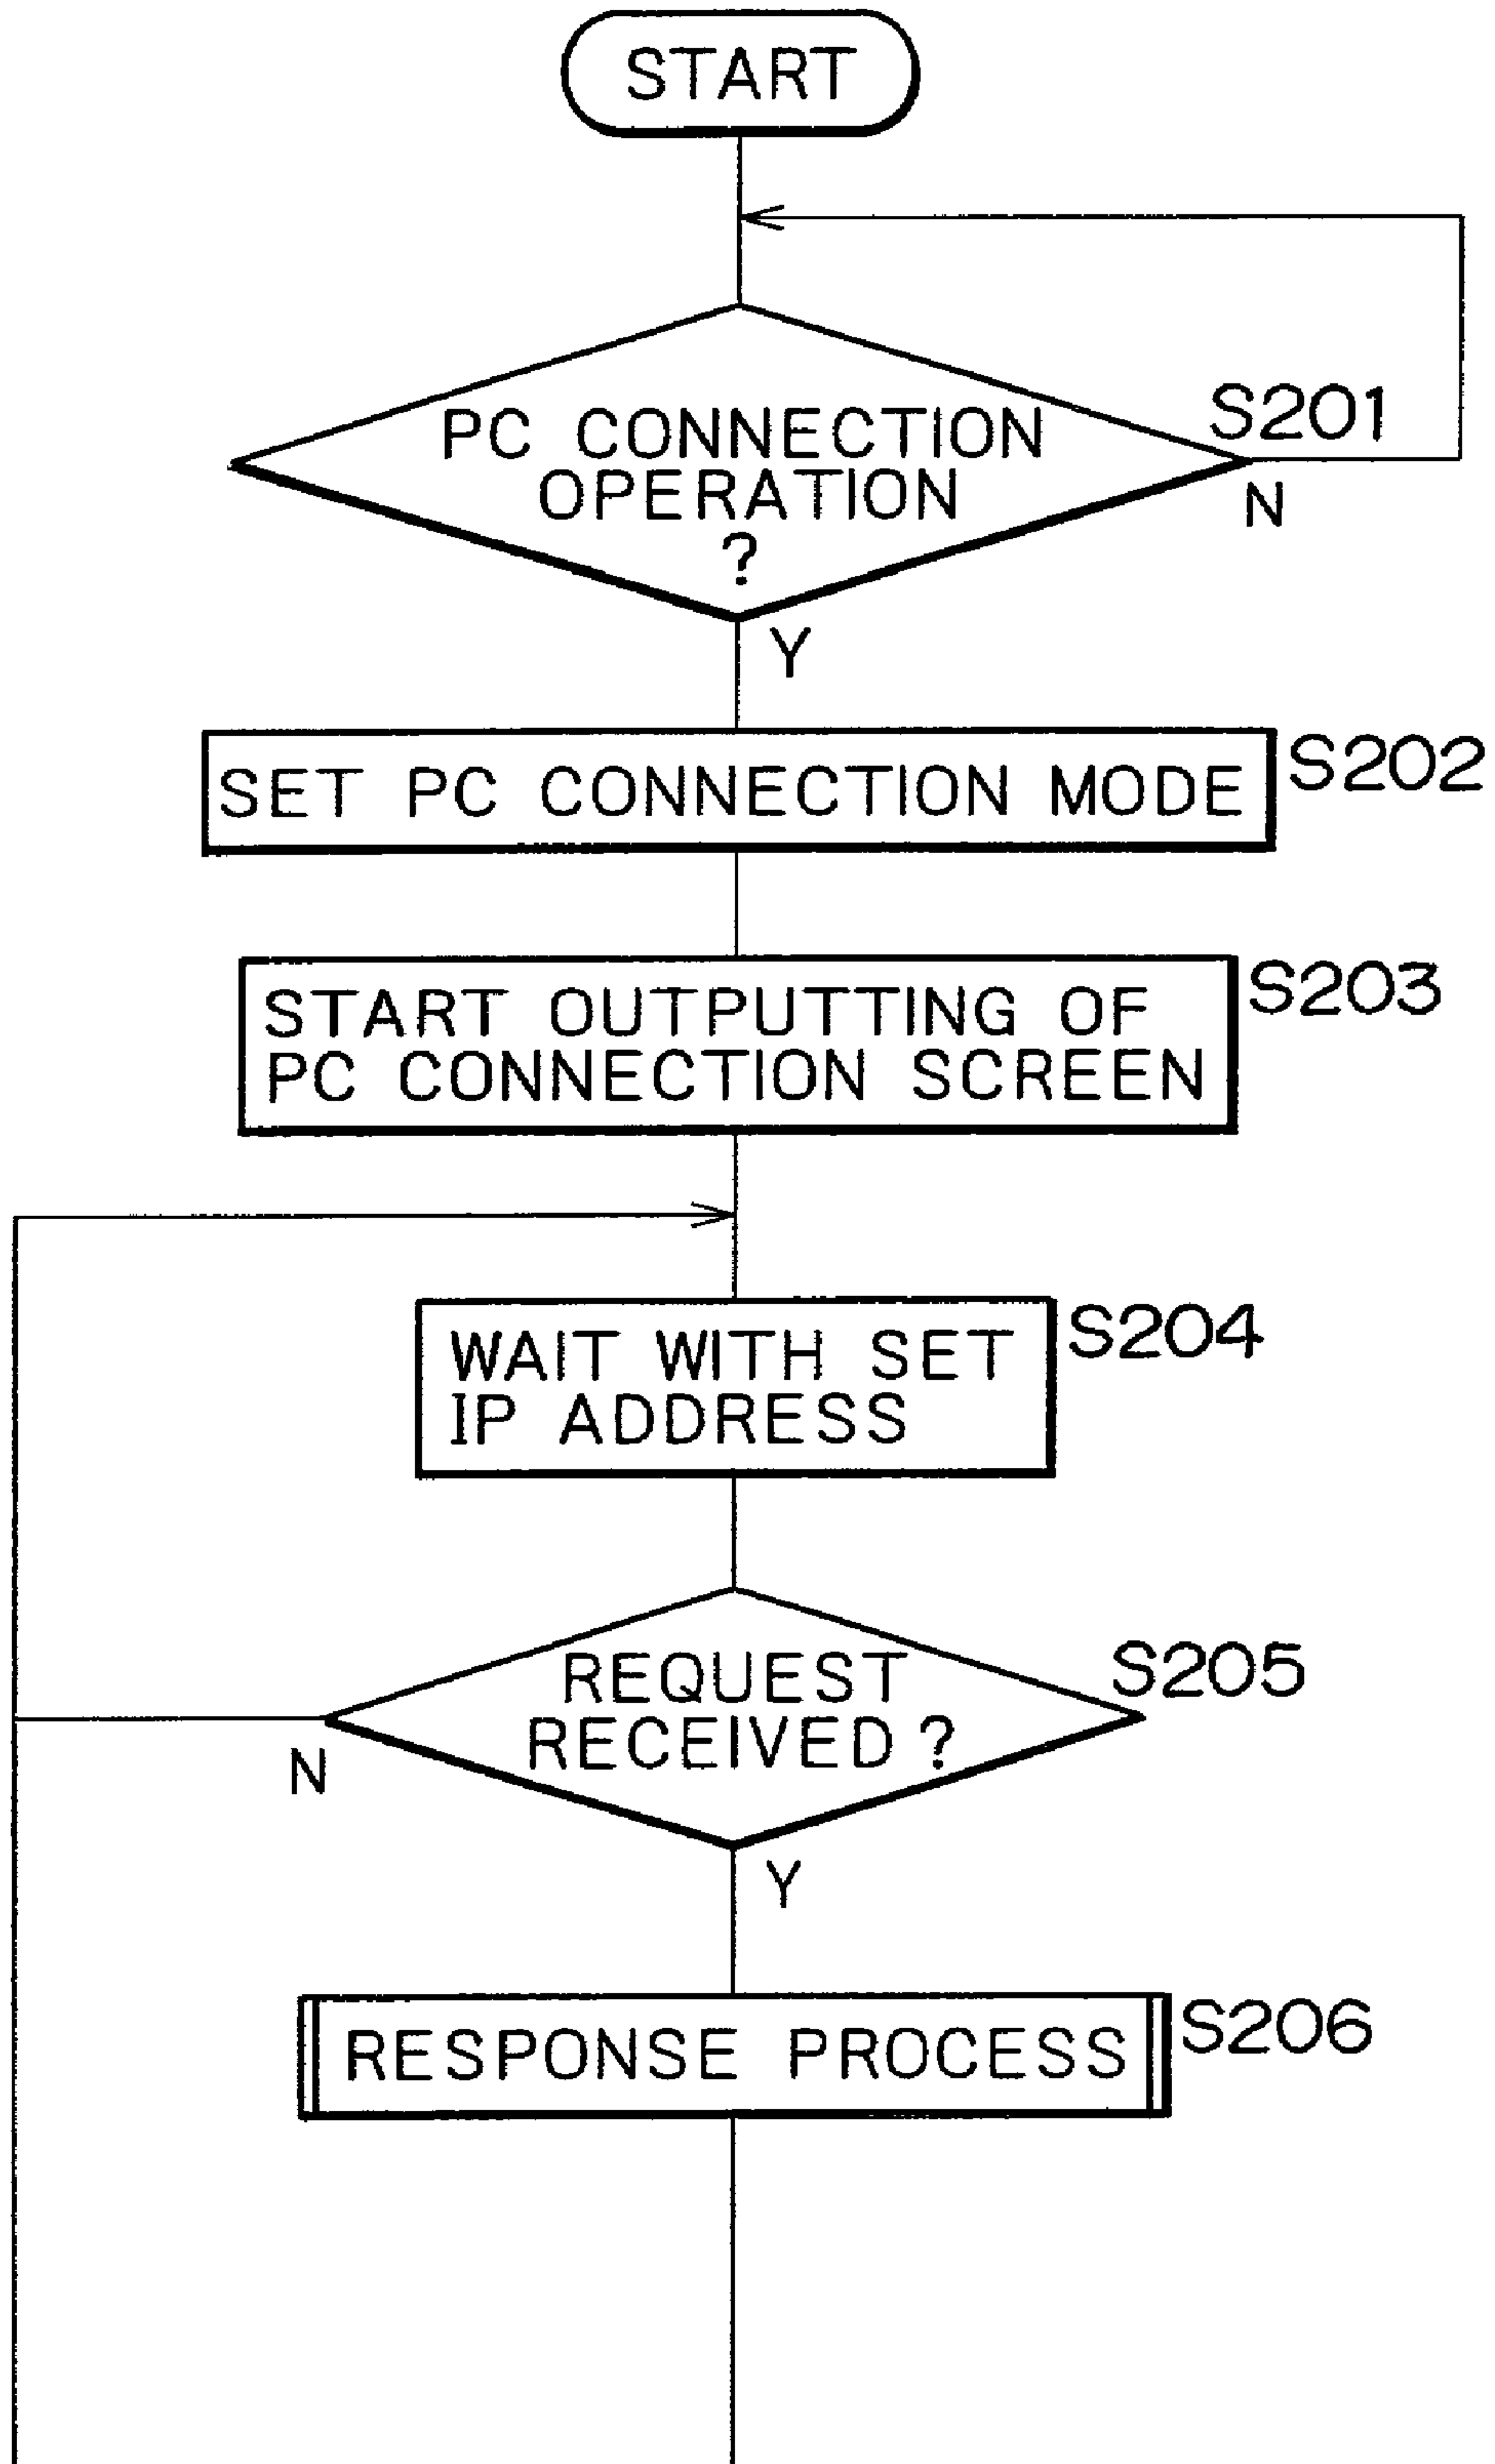 START
S201
PC CONNECTION
OPERATION
?
N
Y
SET PC CONNECTION MODE
S202
START OUTPUTTING OF
PC CONNECTION SCREEN
S203
WAIT WITH SET
IP ADDRESS
S204
REQUEST
RECEIVED ?
S205
N
Y
RESPONSE PROCESS
S206